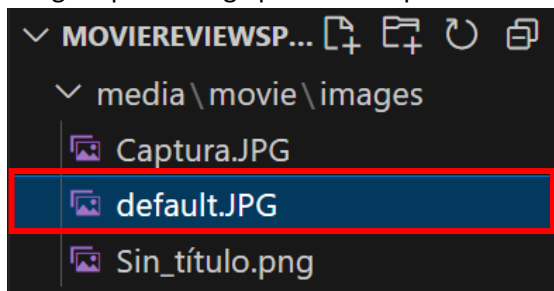 MOVIEREVIEWSP...
media\movie\images
Captura.JPG
default.JPG
Sin_título.png